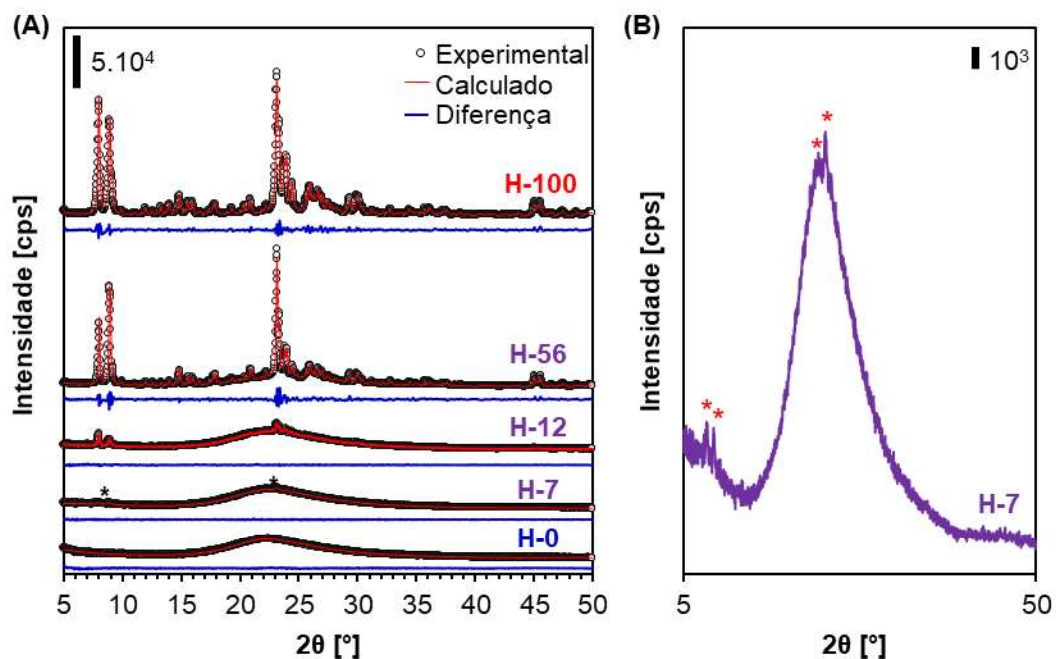 (A)
5.10⁴
Experimental
Calculado
Diferença
H-100
H-56
H-12
* *
H-7
H-0
Intensidade [cps]
5 10 15 20 25 30 35 40 45 50
2θ [°]
(B)
10³
* *
* *
H-7
Intensidade [cps]
5 50
2θ [°]